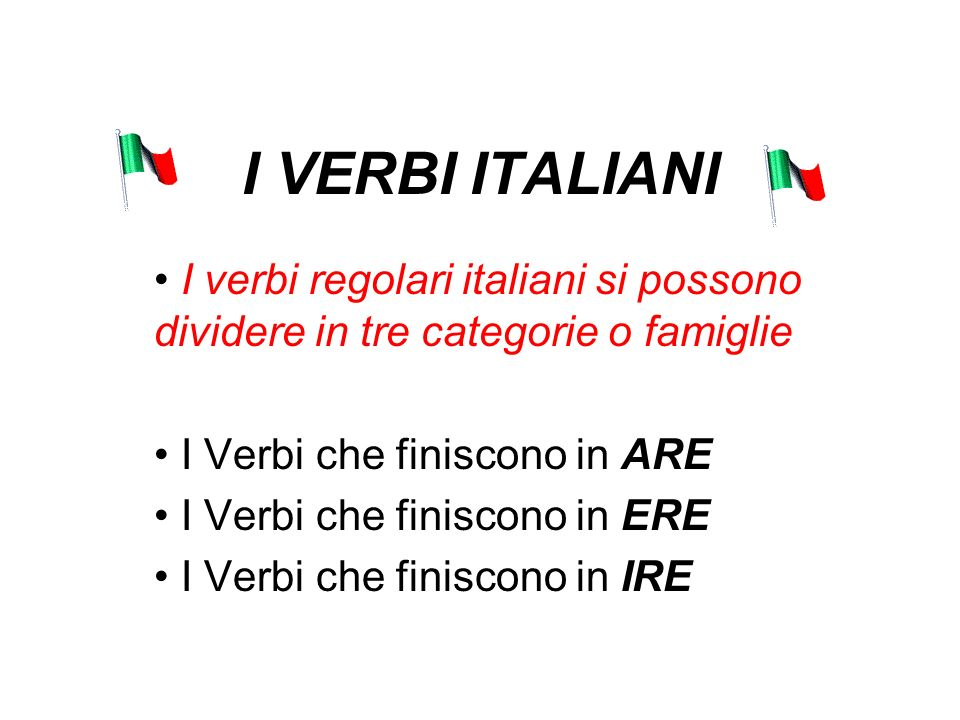 I VERBI ITALIANI
• I verbi regolari italiani si possono
dividere in tre categorie o famiglie
• I Verbi che finiscono in ARE
• I Verbi che finiscono in ERE
• I Verbi che finiscono in IRE